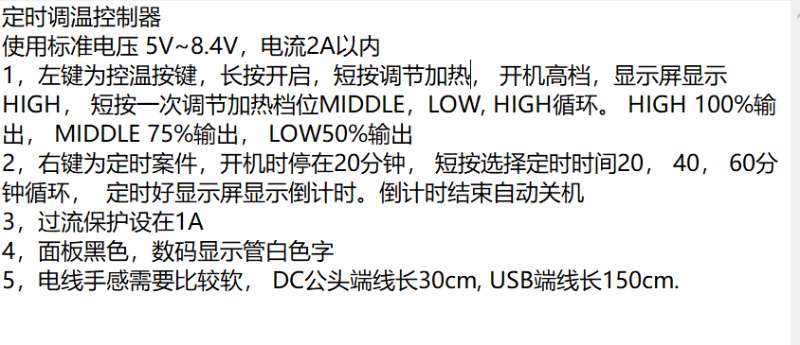 定时调温控制器
使用标准电压 5V~8.4V，电流2A以内
1，左键为控温按键，长按开启，短按调节加热， 开机高档，显示屏显示
HIGH， 短按一次调节加热档位MIDDLE，LOW, HIGH循环。 HIGH 100%输
出， MIDDLE 75%输出， LOW50%输出
2，右键为定时案件，开机时停在20分钟， 短按选择定时时间20， 40， 60分
钟循环，  定时好显示屏显示倒计时。倒计时结束自动关机
3，过流保护设在1A
4，面板黑色，数码显示管白色字
5，电线手感需要比较软， DC公头端线长30cm, USB端线长150cm.